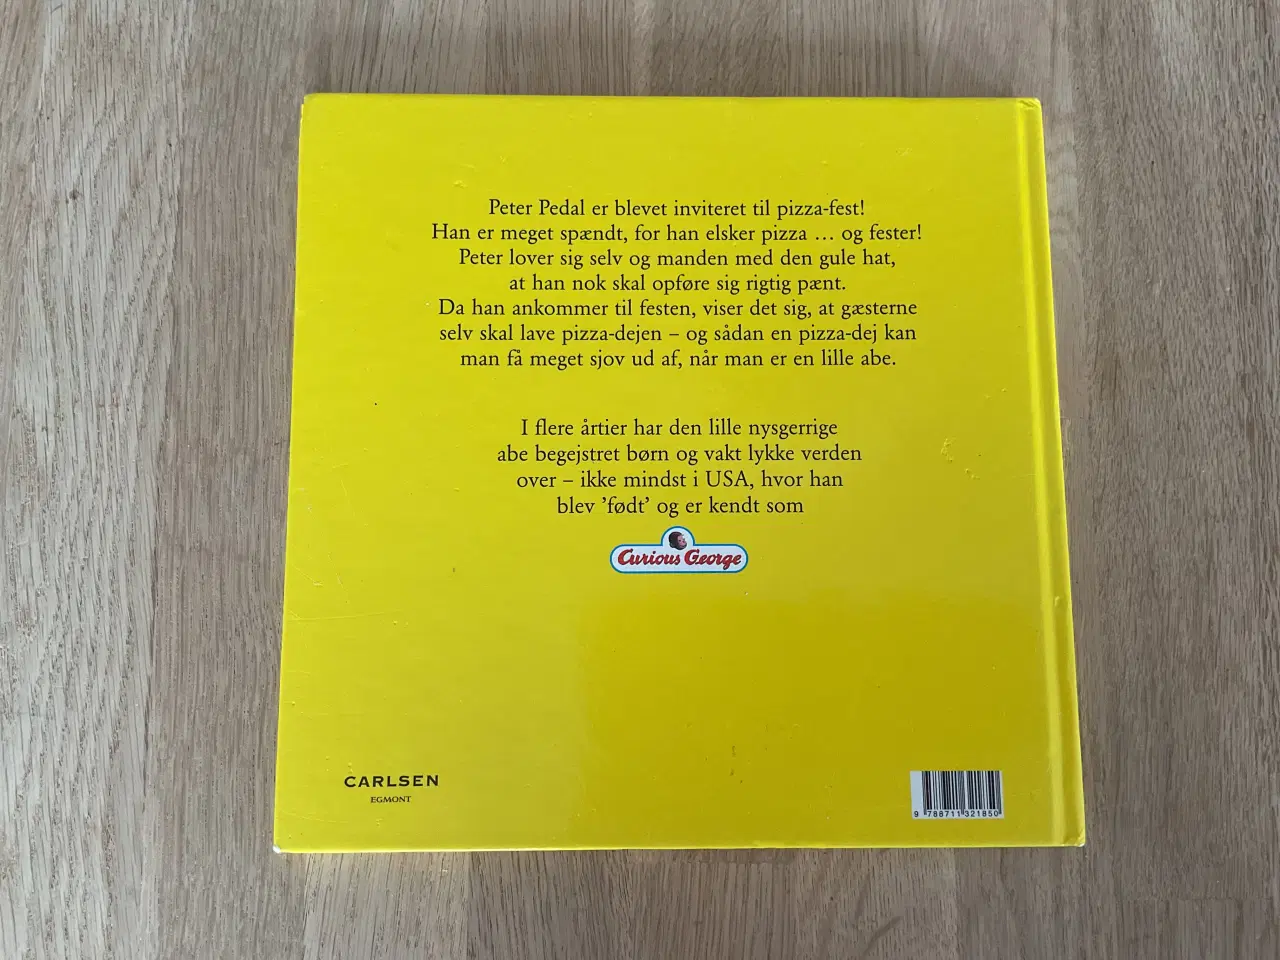 Peter Pedal er blevet inviteret til pizza-fest!
Han er meget spændt, for han elsker pizza … og fester!
Peter lover sig selv og manden med den gule hat,
at han nok skal opføre sig rigtig pænt.
Da han ankommer til festen, viser det sig, at gæsterne
selv skal lave pizza-dejen – og sådan en pizza-dej kan
man få meget sjov ud af, når man er en lille abe.
I flere årtier har den lille nysgerrige
abe begejstret børn og vakt lykke verden
over – ikke mindst i USA, hvor han
blev ’født’ og er kendt som
Curious George
CARLSEN
EGMONT
9 788711 321850